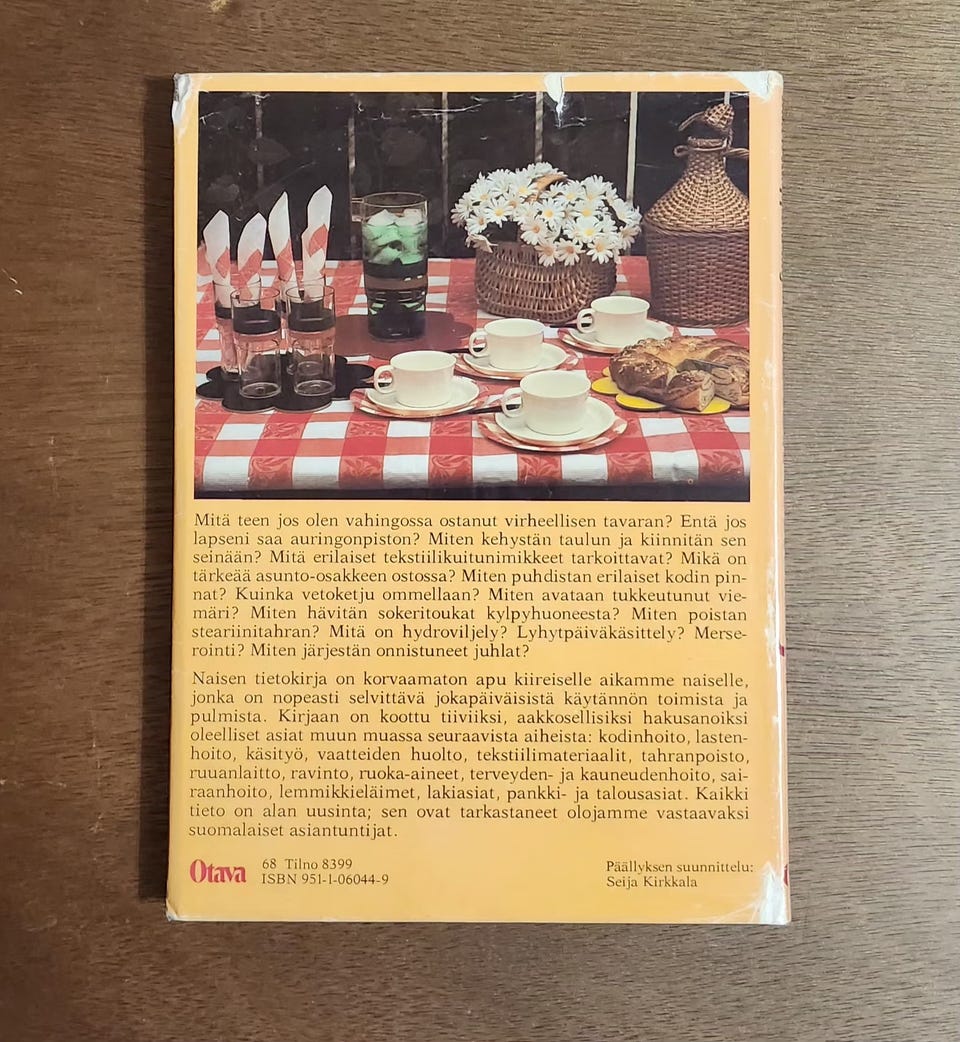 Mitä teen jos olen vahingossa ostanut virheellisen tavaran? Entä jos
lapseni saa auringonpiston? Miten kehystän taulun ja kiinnitän sen
seinään? Mitä erilaiset tekstiilikuitunimikkeet tarkoittavat? Mikä on
tärkeää asunto-osakkeen ostossa? Miten puhdistan erilaiset kodin pin-
nat? Kuinka vetoketju ommellaan? Miten avataan tukkeutunut vie-
märi? Miten hävitän sokeritoukat kylpyhuoneesta? Miten poistan
steariinitahran? Mitä on hydroviljely? Lyhytpäiväkäsittely? Merse-
rointi? Miten järjestän onnistuneet juhlat?
Naisen tietokirja on korvaamaton apu kiireiselle aikamme naiselle,
jonka on nopeasti selvittävä jokapäiväisistä käytännön toimista ja
pulmista. Kirjaan on koottu tiiviiksi, aakkosellisiksi hakusanoiksi
oleelliset asiat muun muassa seuraavista aiheista: kodinhoito, lasten-
hoito, käsityö, vaatteiden huolto, tekstiilimateriaalit, tahranpoisto,
ruuanlaitto, ravinto, ruoka-aineet, terveyden- ja kauneudenhoito, sai-
raanhoito, lemmikkieläimet, lakiasiat, pankki- ja talousasiat. Kaikki
tieto on alan uusinta; sen ovat tarkastaneet olojamme vastaavaksi
suomalaiset asiantuntijat.
Otava
68 Tilno 8399
ISBN 951-1-06044-9
Päällyksen suunnittelu:
Seija Kirkkala